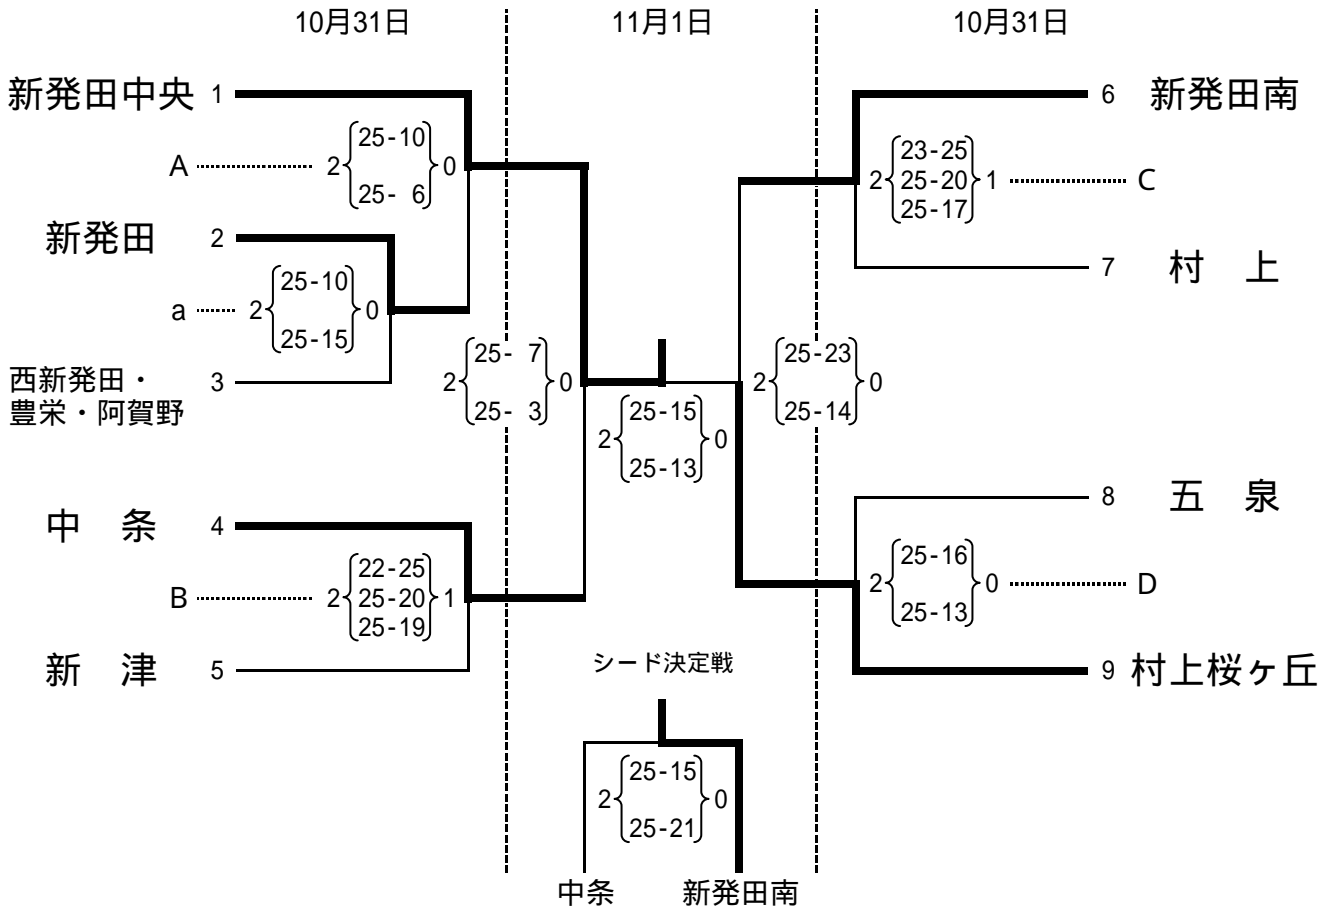 10月31日 11月1日 10月31日
新発田中央 1
6 新発田南
A 2 25-10 0
25- 6
2 23-25 1 C
25-20
25-17
新発田 2
7 村 上
a 2 25-10 0
25-15
西新発田・ 3
豊栄・阿賀野
2 25- 7 0
25- 3
2 25-15 0
25-13
2 25-23 0
25-14
中 条 4
8 五 泉
B 2 22-25 1
25-20
25-19
2 25-16 0 D
25-13
新 津 5
シード決定戦
9 村上桜ヶ丘
2 25-15 0
25-21
中条 新発田南